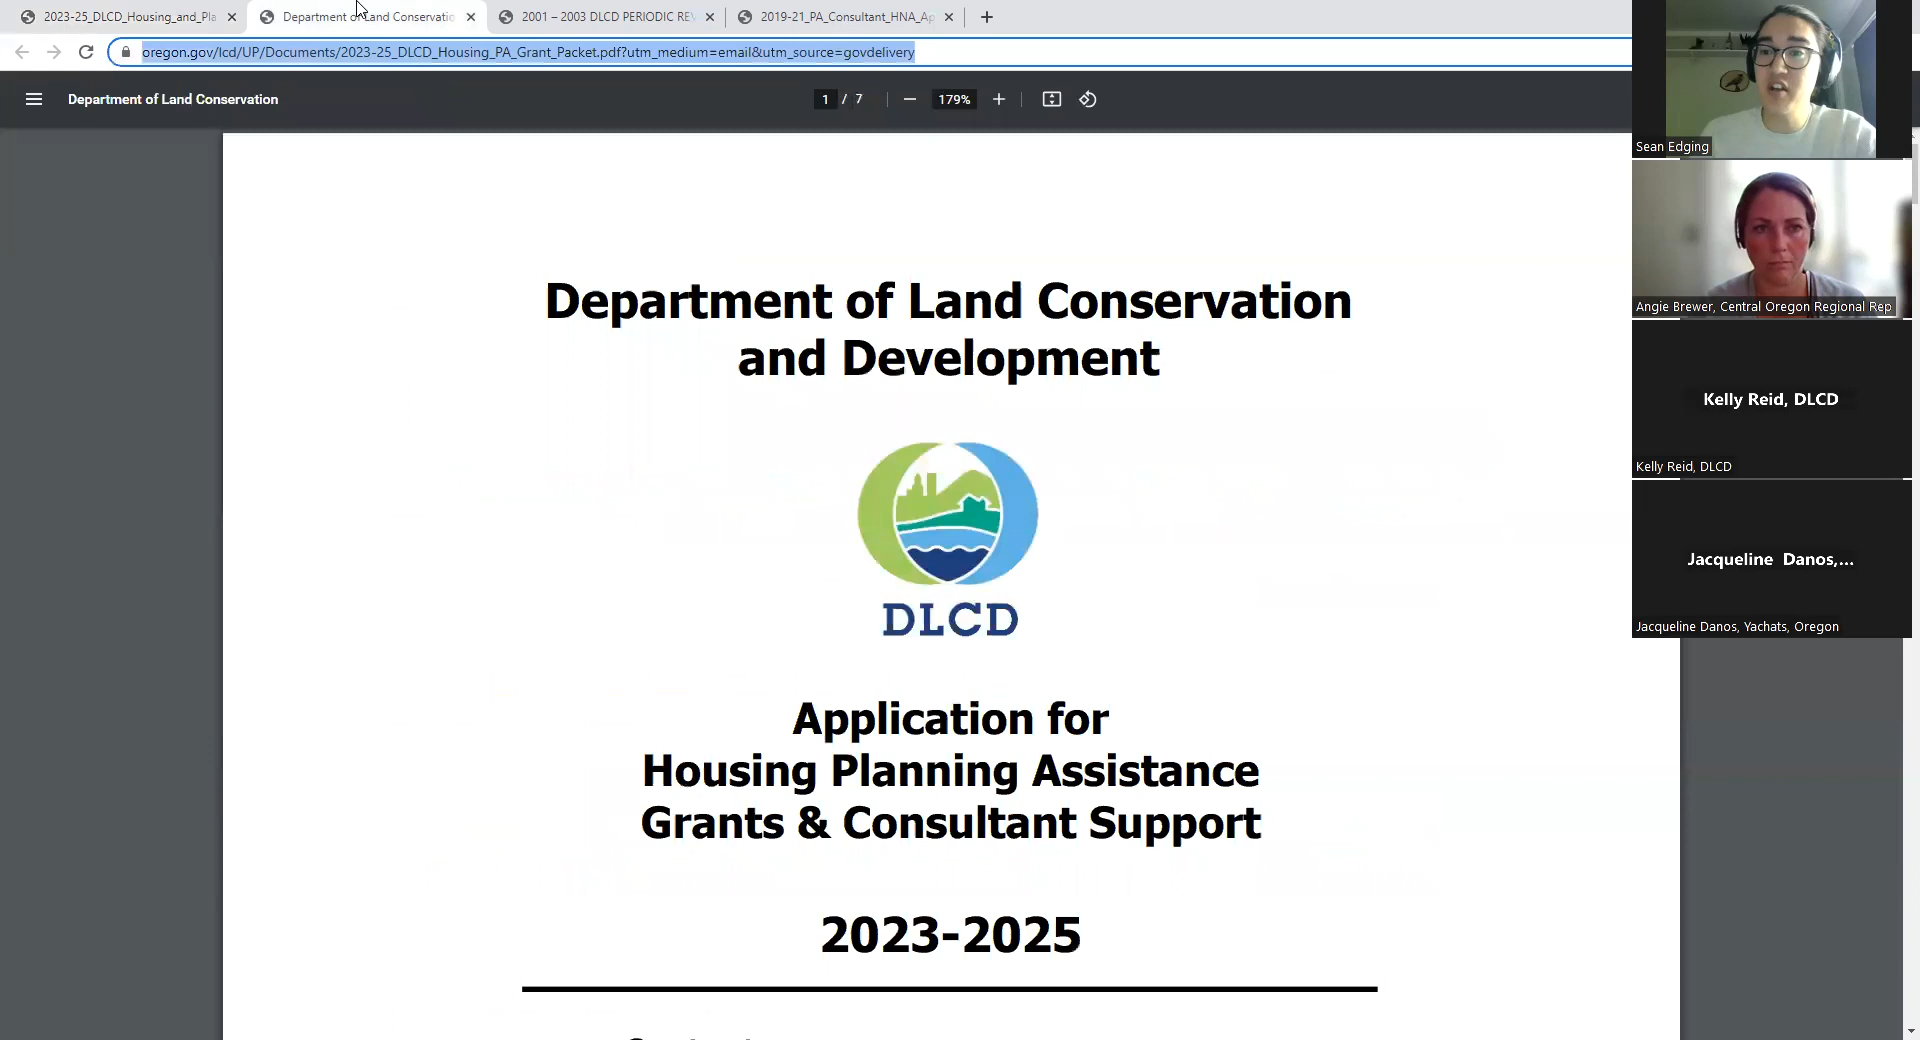 2023-25_DLCD_Housing_and_Pla
Department of Land Conservatio
2001 – 2003 DLCD PERIODIC RE
2019-21_PA_Consultant_HNA_Ap
oregon.gov/lcd/UP/Documents/2023-25_DLCD_Housing_PA_Grant_Packet.pdf?utm_medium=email&utm_source=govdelivery
Department of Land Conservation
1 / 7
179%
Department of Land Conservation
and Development
DLCD
Application for
Housing Planning Assistance
Grants & Consultant Support
2023-2025
Sean Edging
Angie Brewer, Central Oregon Regional Rep
Kelly Reid, DLCD
Kelly Reid, DLCD
Jacqueline Danos,...
Jacqueline Danos, Yachats, Oregon